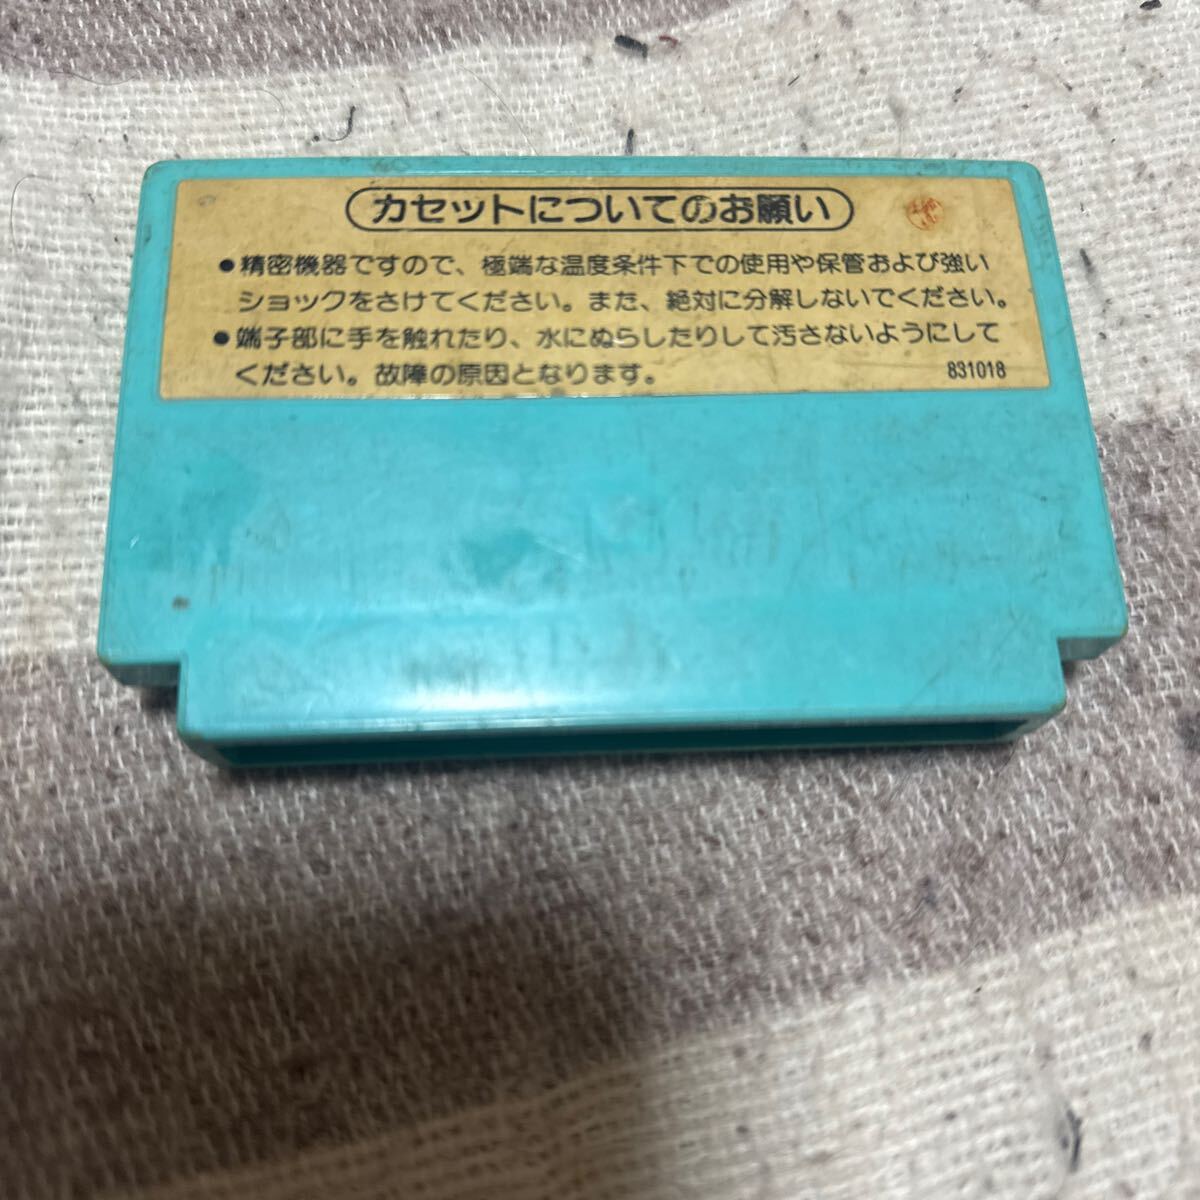 カセットについてのお願い
●精密機器ですので、極端な温度条件下での使用や保管および強い
ショックをさけてください。また、絶対に分解しないでください。
●端子部に手を触れたり、水にぬらしたりして汚さないようにして
ください。故障の原因となります。
831018